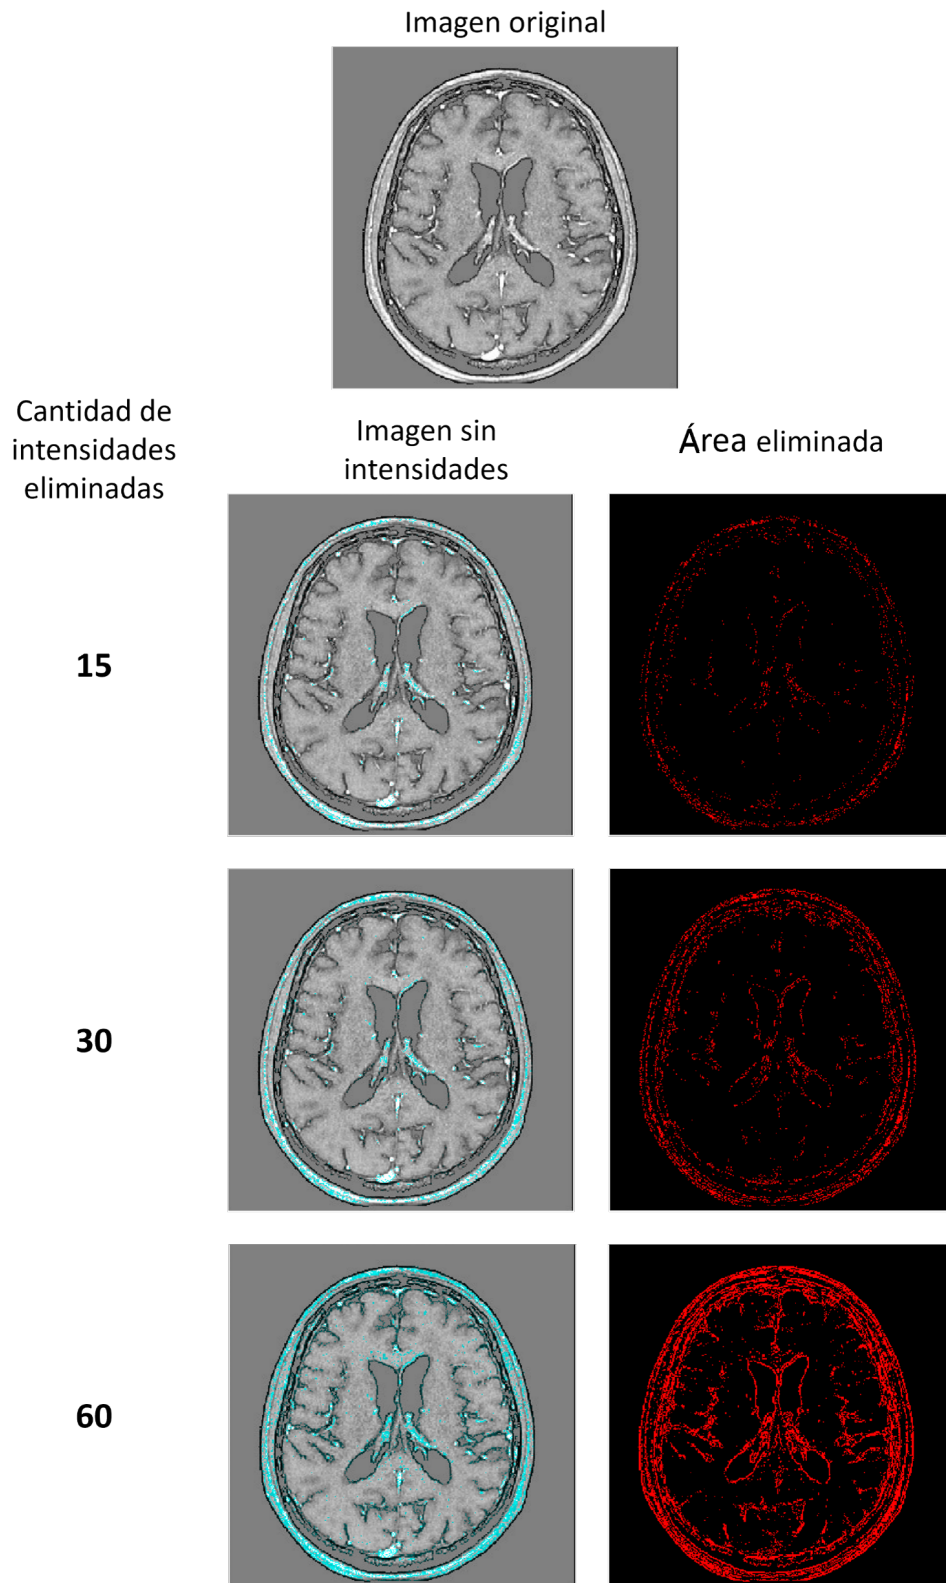 Imagen original
Cantidad de
intensidades
eliminadas
Imagen sin
intensidades
Área eliminada
15
30
60